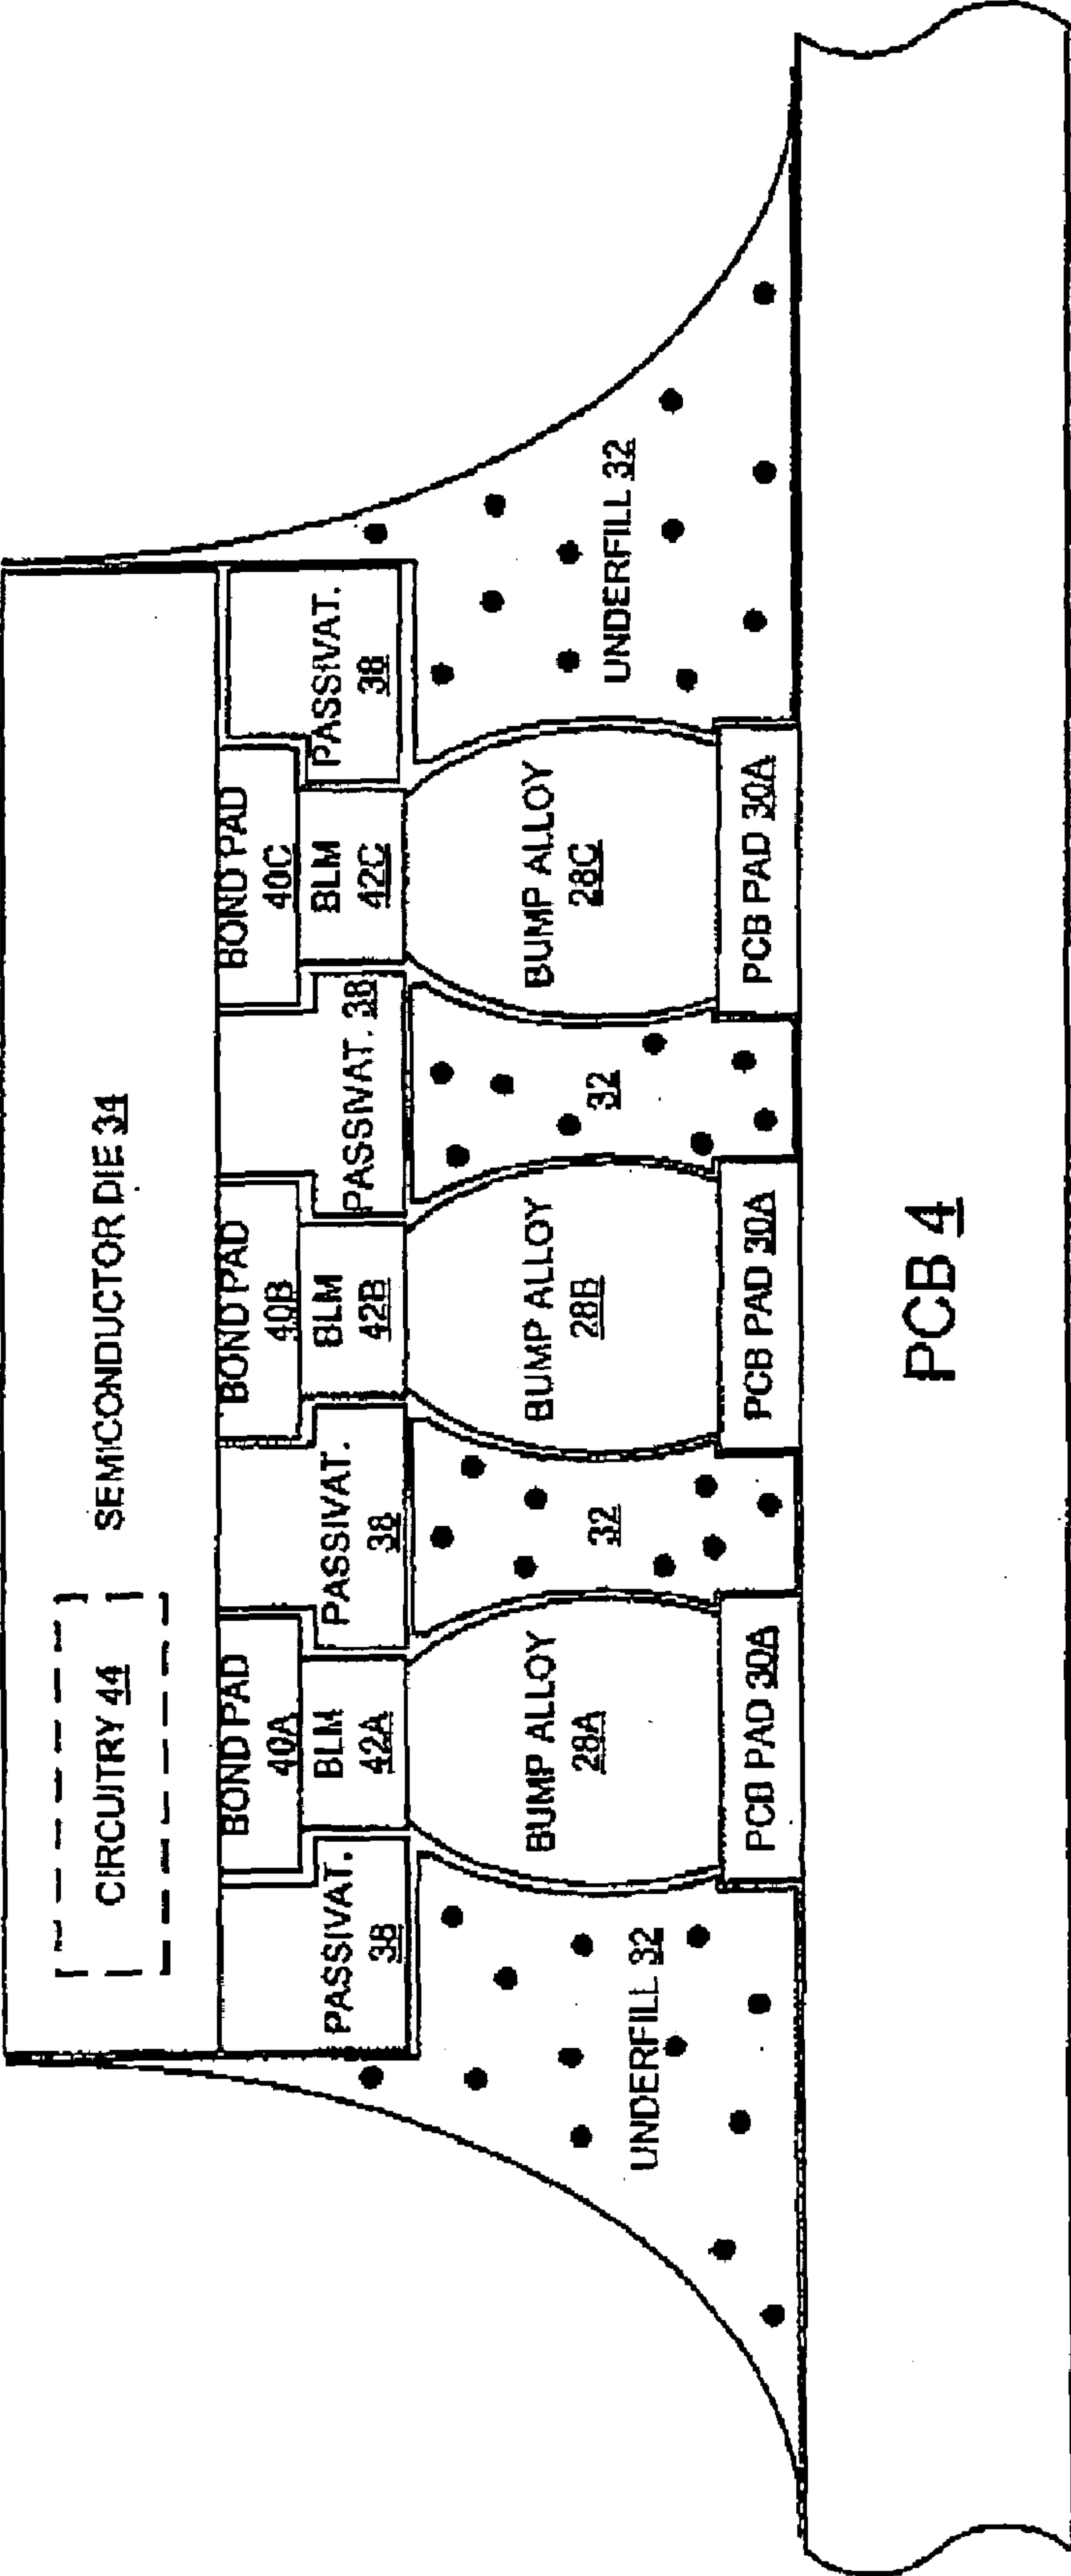 CIRCUITRY 44
SEMICONDUCTOR DIE 34
BOND PAD
40A
BOND PAD
40B
BOND PAD
40C
PASSIVAT.
38
BLM
42A
PASSIVAT.
38
BLM
42B
PASSIVAT. 38
BLM
42C
PASSIVAT.
38
BUMP ALLOY
28A
BUMP ALLOY
28B
BUMP ALLOY
28C
UNDERFILL 32
32
32
UNDERFILL 32
PCB PAD 30A
PCB PAD 30A
PCB PAD 30A
PCB 4